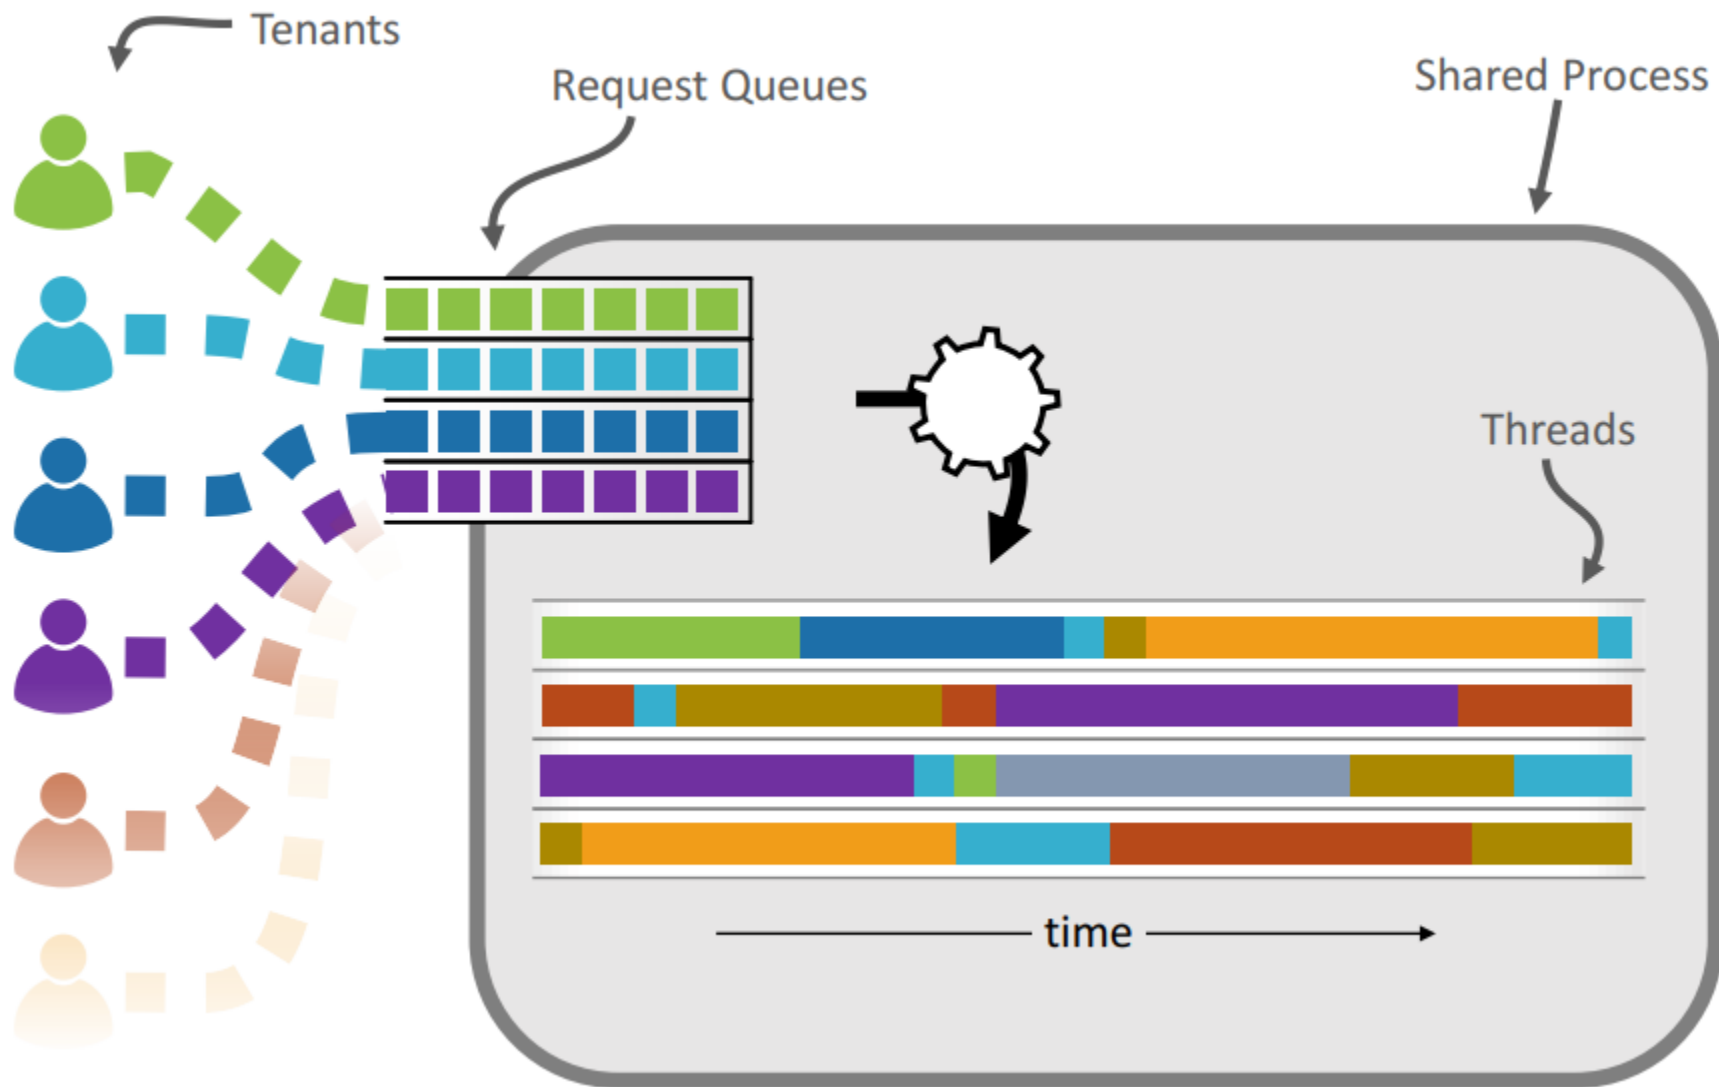 Tenants
Request Queues
Shared Process
Threads
time